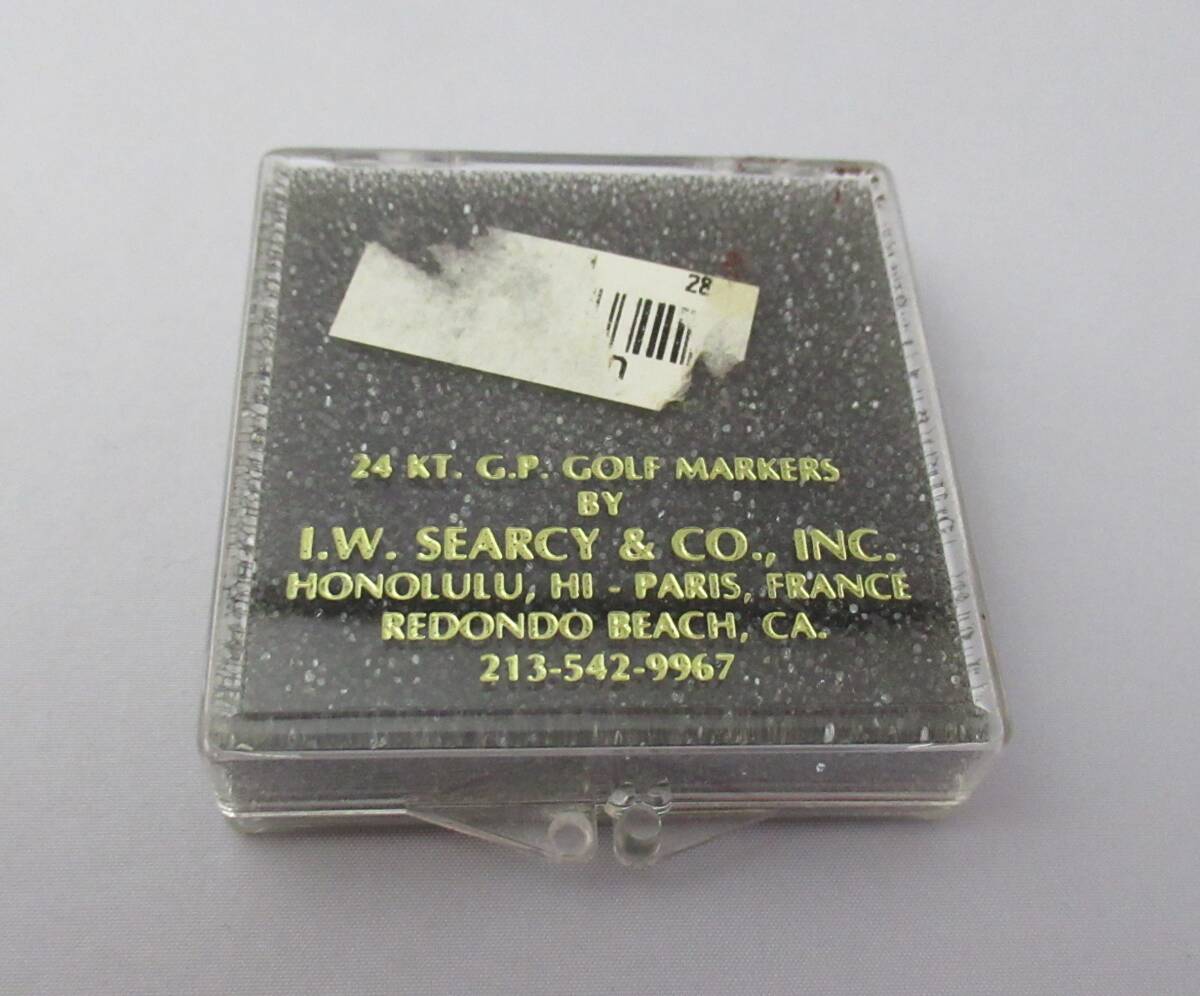 28
24 KT. G.P. GOLF MARKERS
BY
I.W. SEARCY & CO., INC.
HONOLULU, HI - PARIS, FRANCE
REDONDO BEACH, CA.
213-542-9967